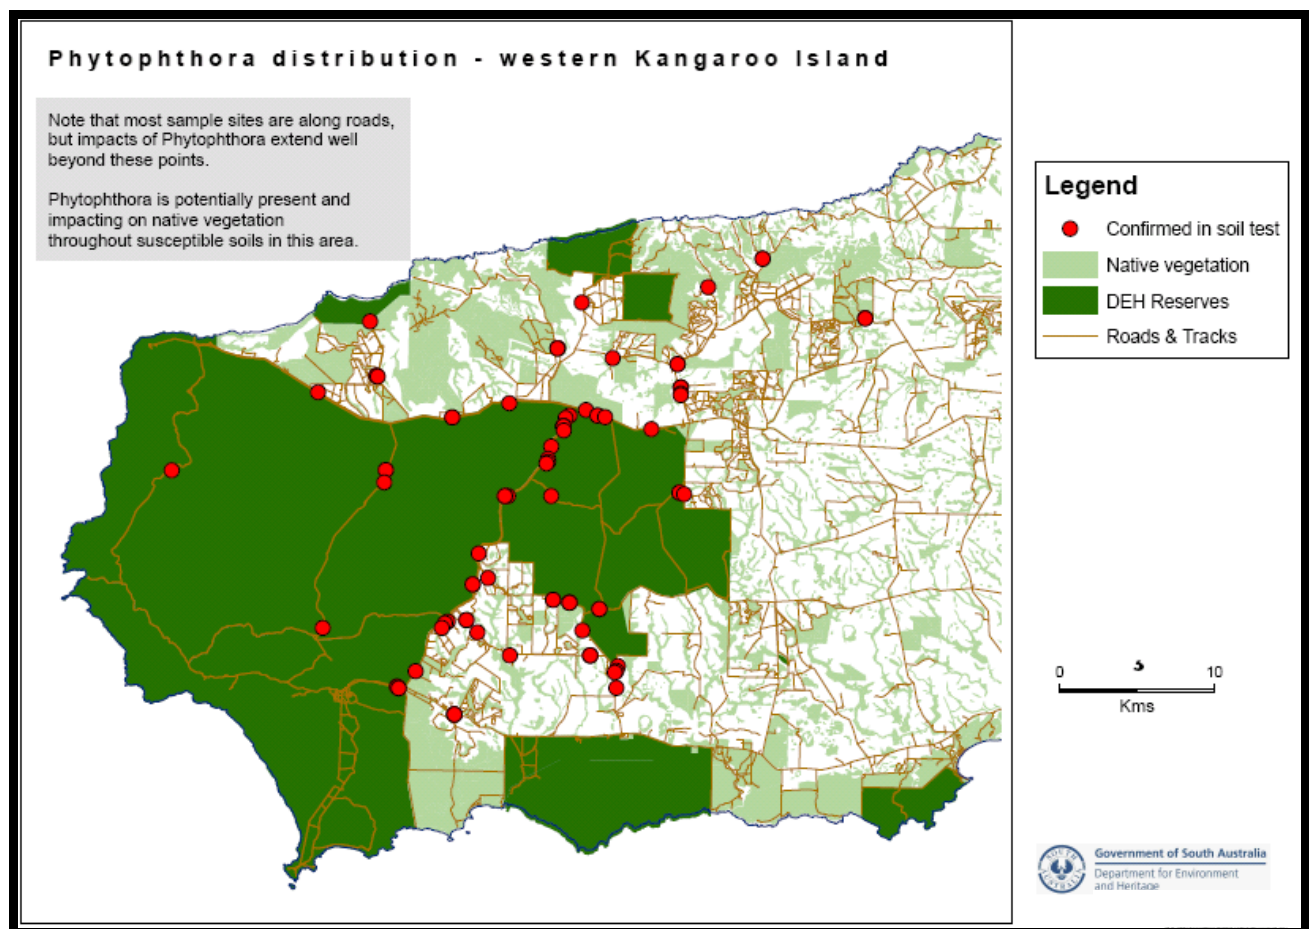 Phytophthora distribution - western Kangaroo Island
Note that most sample sites are along roads,
but impacts of Phytophthora extend well
beyond these points.
Phytophthora is potentially present and
impacting on native vegetation
throughout susceptible soils in this area.
Legend
Confirmed in soil test
Native vegetation
DEH Reserves
Roads & Tracks
0
10
Kms
SOUTH
AUSTRALIA
Government of South Australia
Department for Environment
and Heritage